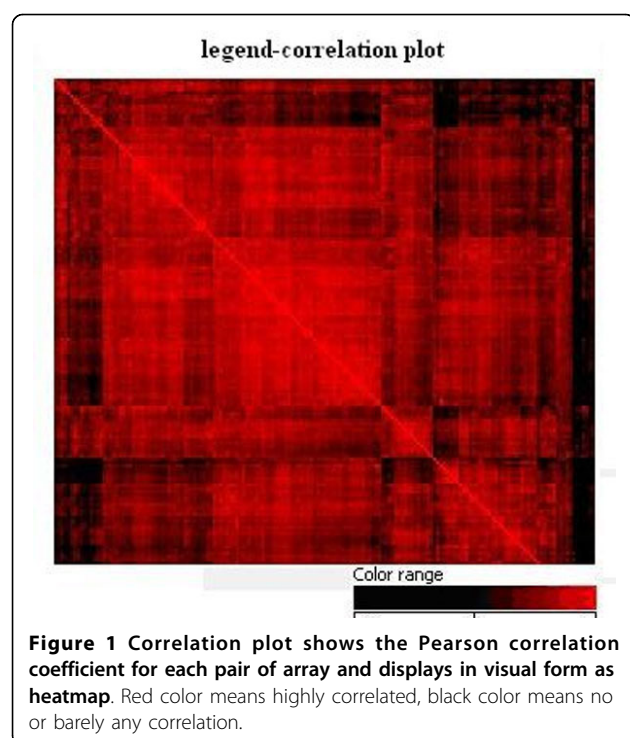 legend-correlation plot
Color range
Figure 1 Correlation plot shows the Pearson correlation
coefficient for each pair of array and displays in visual form as
heatmap. Red color means highly correlated, black color means no
or barely any correlation.